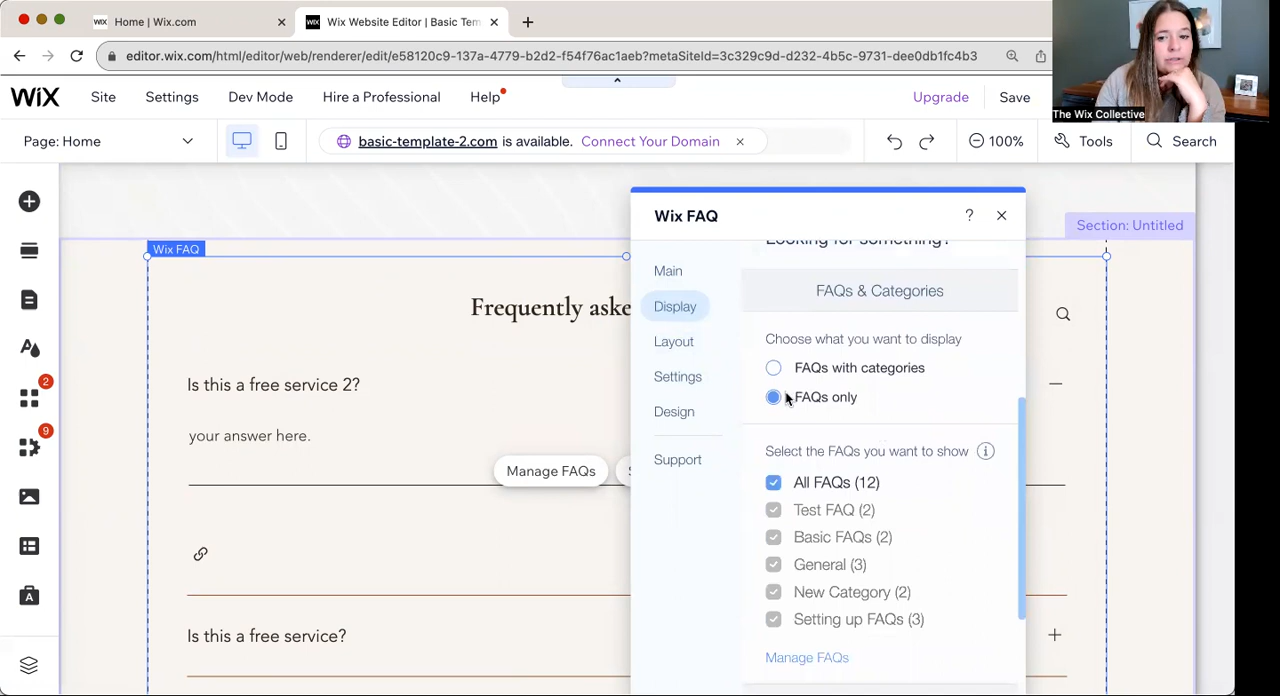 WiX
Home | Wix.com
WiX
Wix Website Editor | Basic Tem
editor.wix.com/html/editor/web/renderer/edit/e58120c9-137a-4779-b2d2-f54f76ac1aeb?metaSiteId=3c329c9d-d232-4b5c-9731-dee0db1fc4b3
The Wix Collective
WiX
Site
Settings
Dev Mode
Hire a Professional
Help
Upgrade
Save
Page: Home
basic-template-2.com is available.
Connect Your Domain
100%
Tools
Search
Section: Untitled
Wix FAQ
Frequently aske
Is this a free service 2?
your answer here.
Manage FAQs
S
Is this a free service?
2
9
A
Wix FAQ
?
Main
Display
Layout
Settings
Design
Support
Looking for something?
FAQs & Categories
Choose what you want to display
FAQs with categories
FAQs only
Select the FAQs you want to show
All FAQs (12)
Test FAQ (2)
Basic FAQs (2)
General (3)
New Category (2)
Setting up FAQs (3)
Manage FAQs